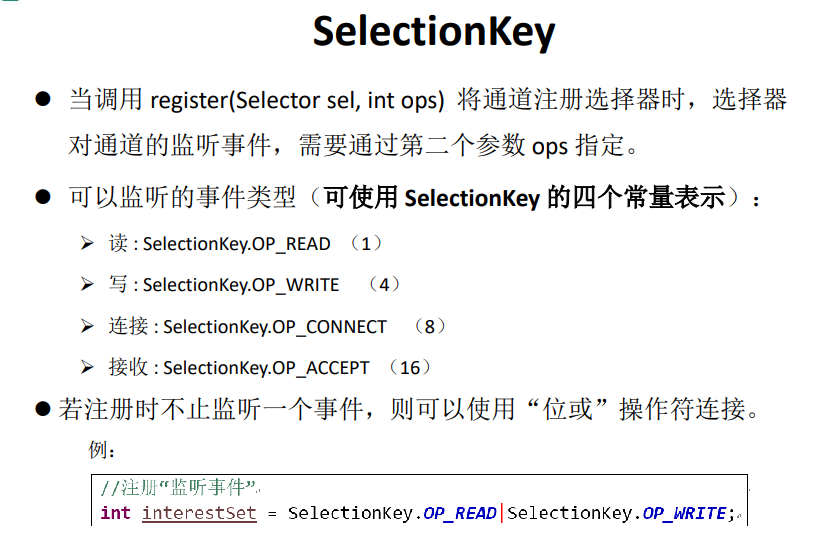 SelectionKey
● 当调用 register(Selector sel, int ops) 将通道注册选择器时，选择器
对通道的监听事件，需要通过第二个参数 ops 指定。
● 可以监听的事件类型（可使用 SelectionKey 的四个常量表示）：
➢ 读 : SelectionKey.OP_READ （1）
➢ 写 : SelectionKey.OP_WRITE （4）
➢ 连接 : SelectionKey.OP_CONNECT （8）
➢ 接收 : SelectionKey.OP_ACCEPT （16）
● 若注册时不止监听一个事件，则可以使用“位或”操作符连接。
例：
//注册“监听事件”
int interestSet = SelectionKey.OP_READ|SelectionKey.OP_WRITE;